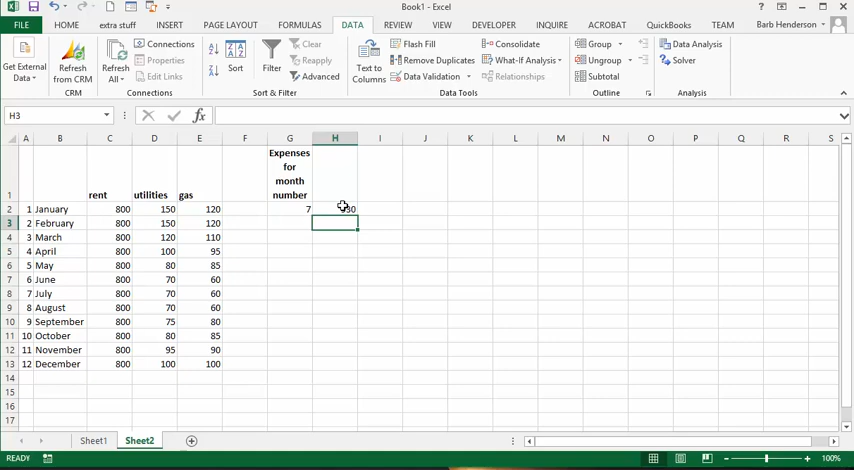 Book1 - Excel
FILE HOME extra stuff INSERT PAGE LAYOUT FORMULAS DATA REVIEW VIEW DEVELOPER INQUIRE ACROBAT QuickBooks TEAM Barb Henderson
Get External Data
Refresh from CRM
Refresh All
Connections
Properties
Edit Links
Sort
Filter
Clear
Reapply
Advanced
Text to Columns
Flash Fill
Remove Duplicates
Data Validation
Consolidate
What-If Analysis
Relationships
Group
Ungroup
Subtotal
Data Analysis
Solver
CRM Connections Sort & Filter Data Tools Outline Analysis
H3 fx
A B C D E F G H I J K L M N O P Q R S
Expenses
for
month
1 rent utilities gas number
2 1 January 800 150 120 7
3 2 February 800 150 120
4 3 March 800 120 110
5 4 April 800 100 95
6 5 May 800 80 85
7 6 June 800 70 60
8 7 July 800 70 60
9 8 August 800 70 60
10 9 September 800 75 80
11 10 October 800 80 85
12 11 November 800 95 90
13 12 December 800 100 100
14
15
16
17
Sheet1 Sheet2
READY 100%